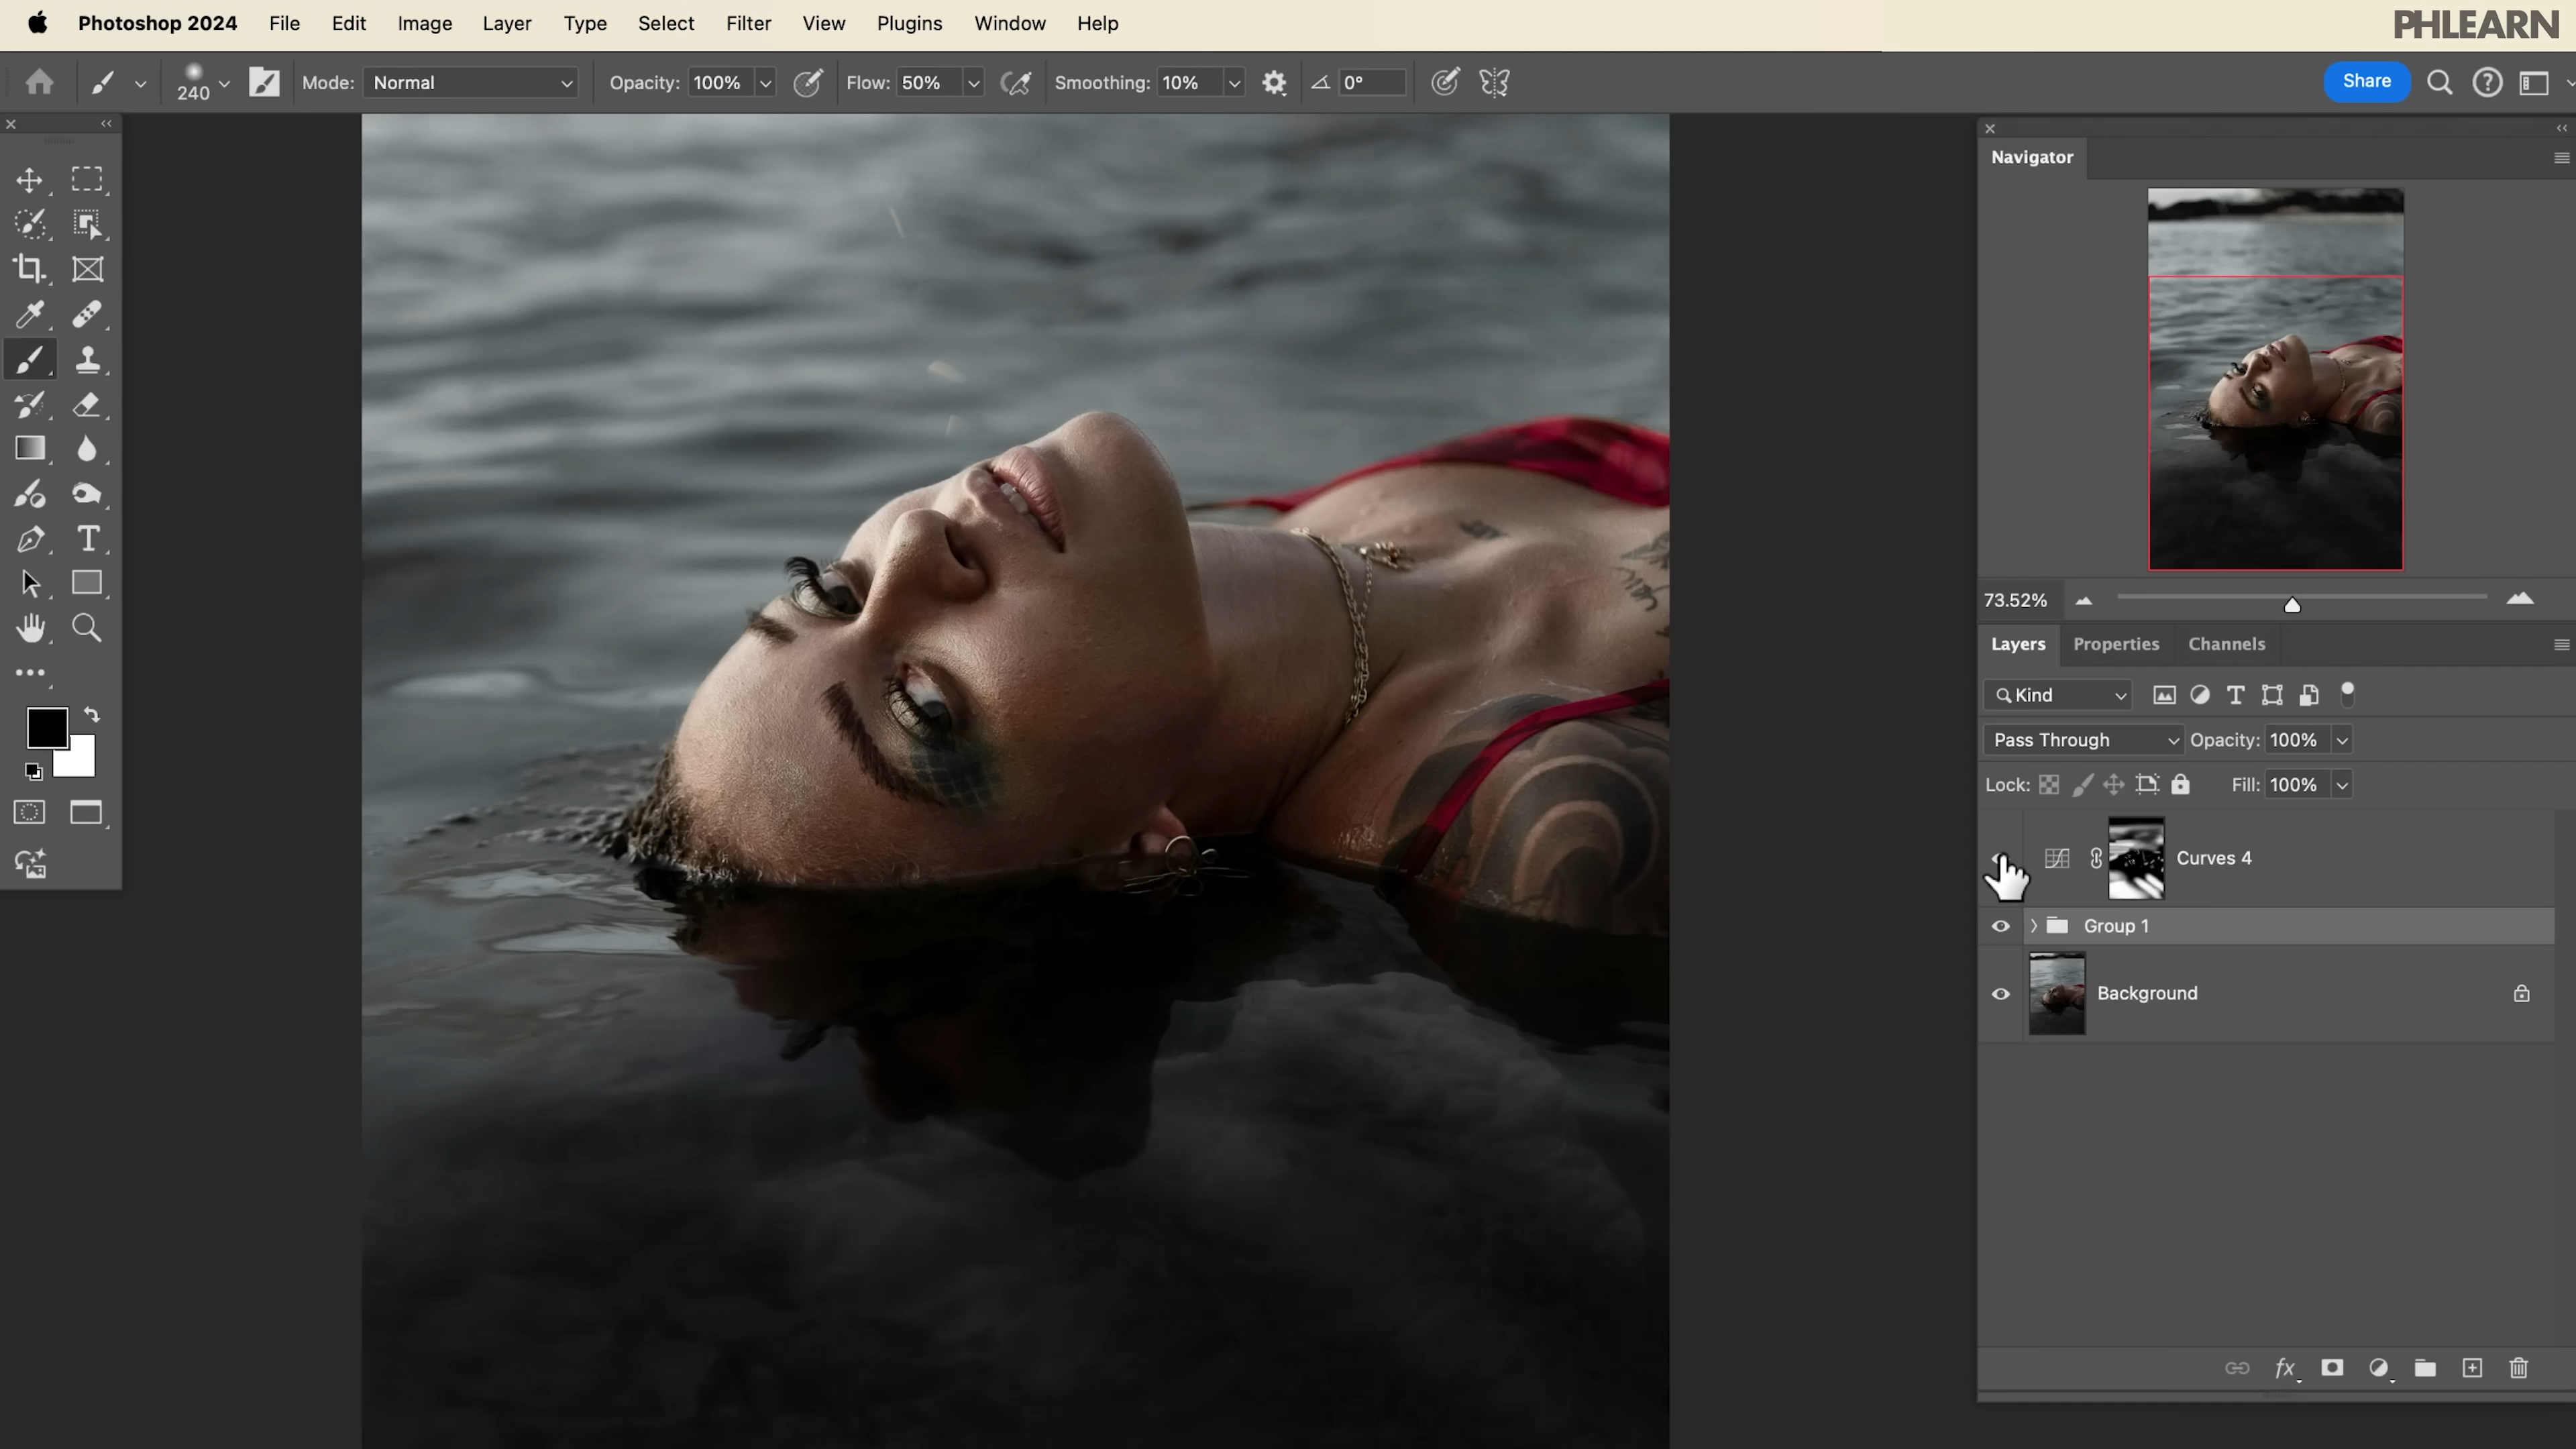 Photoshop 2024 File Edit Image Layer Type Select Filter View Plugins Window Help
PHLEARN
240 Mode: Normal Opacity: 100% Flow: 50% Smoothing: 10% 0° Share
Navigator
73.52%
Layers Properties Channels
Kind
Pass Through Opacity: 100%
Lock: Fill: 100%
Curves 4
Group 1
Background
fx